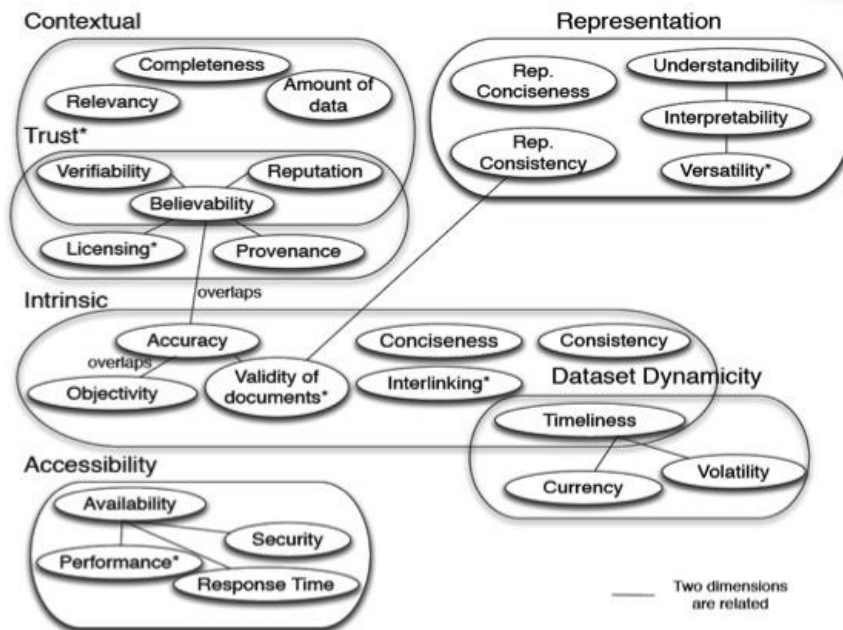 Contextual
Completeness
Relevancy
Amount of
data
Trust*
Verifiability
Reputation
Believability
Licensing*
Provenance
overlaps
Representation
Rep.
Conciseness
Understandibility
Interpretability
Rep.
Consistency
Versatility*
Intrinsic
Accuracy
Conciseness
Consistency
overlaps
Objectivity
Validity of
documents*
Interlinking*
Dataset Dynamicity
Timeliness
Currency
Volatility
Accessibility
Availability
Security
Performance*
Response Time
Two dimensions
are related